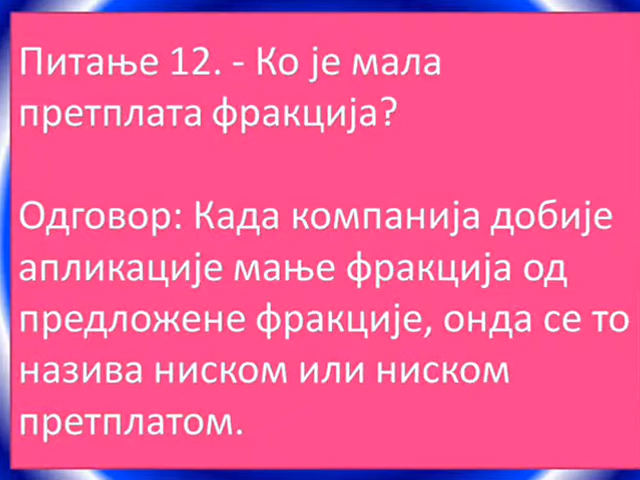 Питање 12. - Ко је мала
претплата фракција?
Одговор: Када компанија добије
апликације мање фракција од
предложене фракције, онда се то
назива ниском или ниском
претплатом.